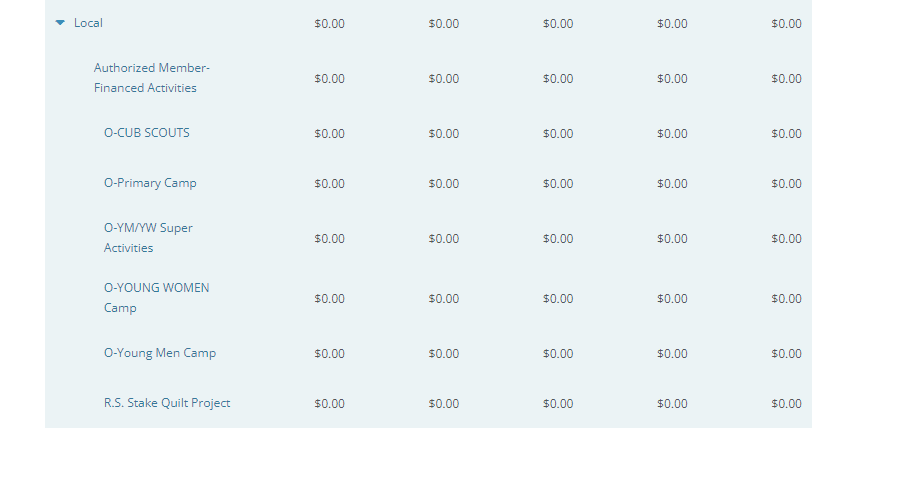 Local $0.00 $0.00 $0.00 $0.00 $0.00
Authorized Member-
Financed Activities $0.00 $0.00 $0.00 $0.00 $0.00
O-CUB SCOUTS $0.00 $0.00 $0.00 $0.00 $0.00
O-Primary Camp $0.00 $0.00 $0.00 $0.00 $0.00
O-YM/YW Super
Activities $0.00 $0.00 $0.00 $0.00 $0.00
O-YOUNG WOMEN
Camp $0.00 $0.00 $0.00 $0.00 $0.00
O-Young Men Camp $0.00 $0.00 $0.00 $0.00 $0.00
R.S. Stake Quilt Project $0.00 $0.00 $0.00 $0.00 $0.00